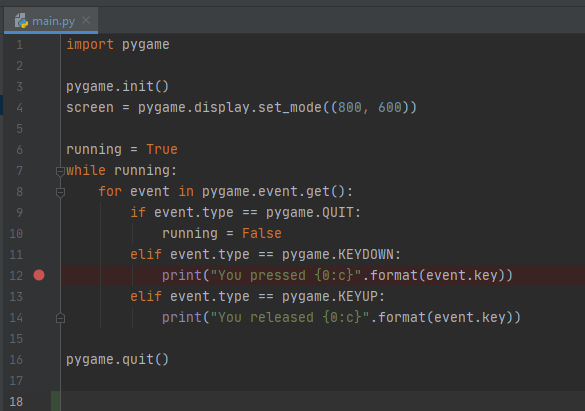 main.py
1 import pygame
2
3 pygame.init()
4 screen = pygame.display.set_mode((800, 600))
5
6 running = True
7 while running:
8     for event in pygame.event.get():
9         if event.type == pygame.QUIT:
10             running = False
11         elif event.type == pygame.KEYDOWN:
12             print("You pressed {0:c}".format(event.key))
13         elif event.type == pygame.KEYUP:
14             print("You released {0:c}".format(event.key))
15
16 pygame.quit()
17
18